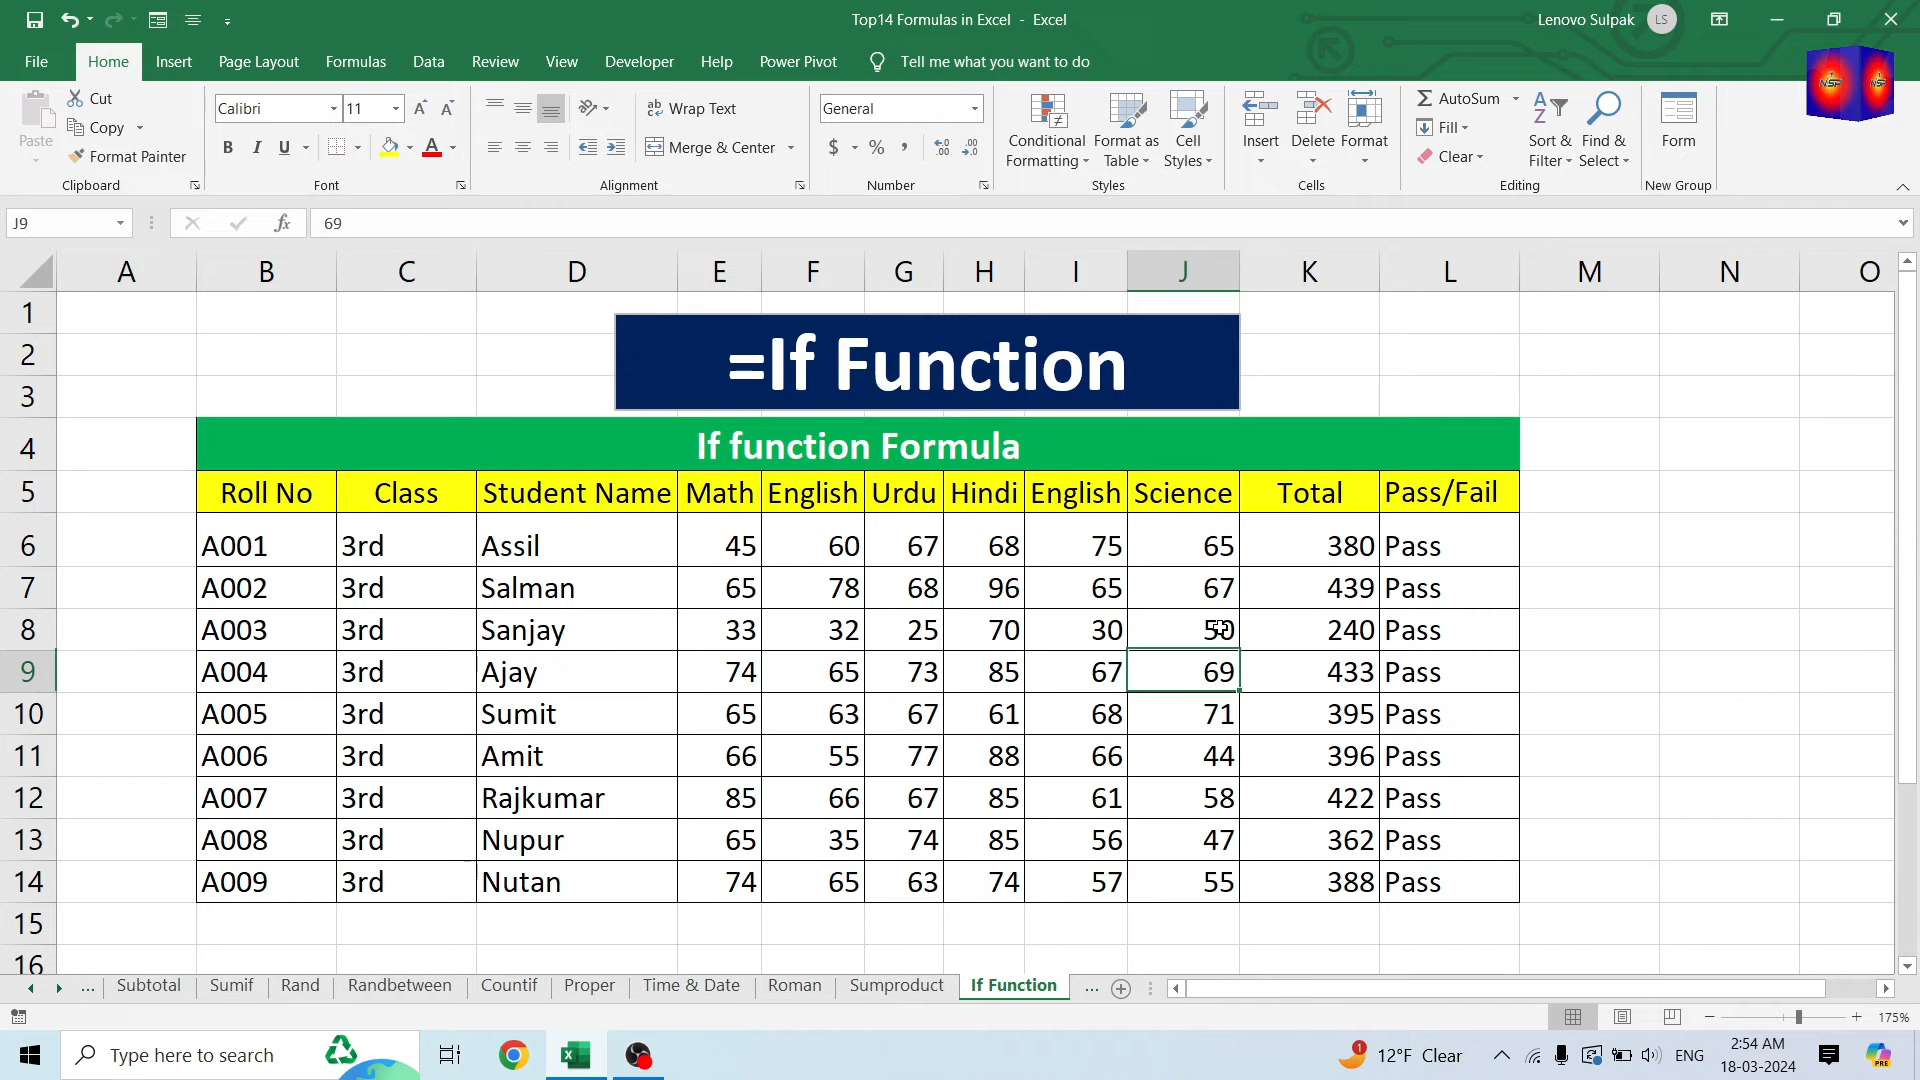 Top14 Formulas in Excel - Excel
Lenovo Sulpak LS
File Home Insert Page Layout Formulas Data Review View Developer Help Power Pivot Tell me what you want to do
NSP NSP
Paste
Cut
Copy
Format Painter
Clipboard
Calibri 11
B I U
Font
Wrap Text
Merge & Center
Alignment
General
$ % ,
Number
Conditional Formatting
Format as Table
Cell Styles
Styles
Insert Delete Format
Cells
AutoSum
Fill
Clear
Sort & Filter
Find & Select
Editing
Form
New Group
J9 fx 69
A B C D E F G H I J K L M N O
1
2 =If Function
3
4 If function Formula
5 Roll No Class Student Name Math English Urdu Hindi English Science Total Pass/Fail
6 A001 3rd Assil 45 60 67 68 75 65 380 Pass
7 A002 3rd Salman 65 78 68 96 65 67 439 Pass
8 A003 3rd Sanjay 33 32 25 70 30 50 240 Pass
9 A004 3rd Ajay 74 65 73 85 67 69 433 Pass
10 A005 3rd Sumit 65 63 67 61 68 71 395 Pass
11 A006 3rd Amit 66 55 77 88 66 44 396 Pass
12 A007 3rd Rajkumar 85 66 67 85 61 58 422 Pass
13 A008 3rd Nupur 65 35 74 85 56 47 362 Pass
14 A009 3rd Nutan 74 65 63 74 57 55 388 Pass
15
16
... Subtotal Sumif Rand Randbetween Countif Proper Time & Date Roman Sumproduct If Function ...
175%
Type here to search
1 12°F Clear ENG 2:54 AM
18-03-2024
PRE